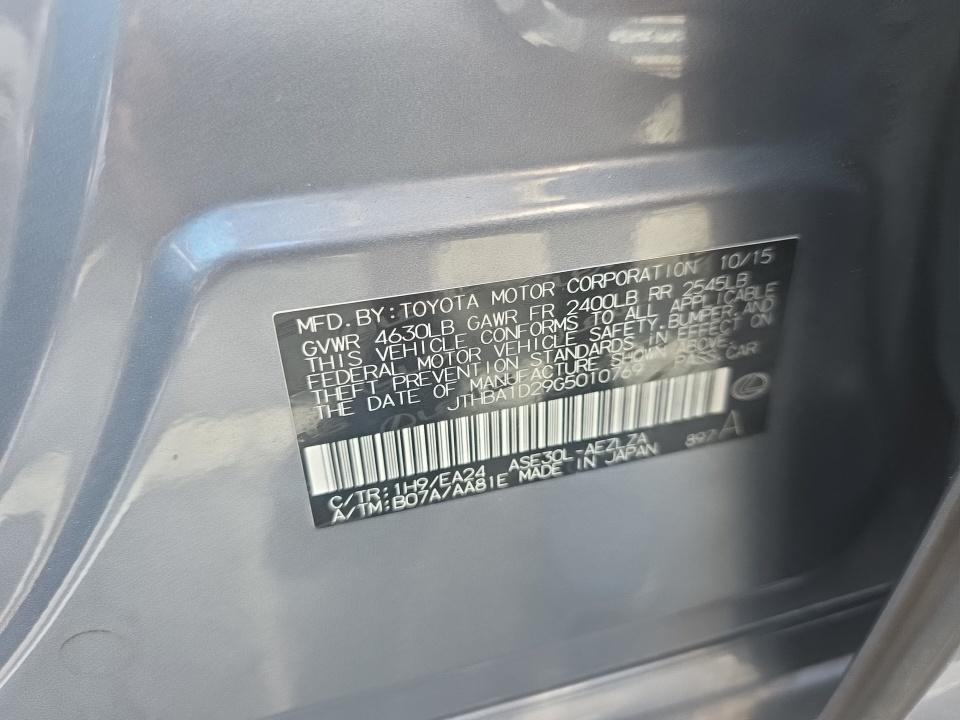 MFD.BY:TOYOTA MOTOR CORPORATION 10/15
GVWR 4630LB GAWR FR 2400LB RR 2545LB
THIS VEHICLE CONFORMS TO ALL APPLICABLE
FEDERAL MOTOR VEHICLE SAFETY,BUMPER,AND
THEFT PREVENTION STANDARDS IN EFFECT ON
THE DATE OF MANUFACTURE SHOWN ABOVE.
JTHBA1D29G5010769 PASS.CAR
C/TR:1H9/EA24 ASE30L-AEZLZA 897-A
A/TM:B07A/AA81E MADE IN JAPAN